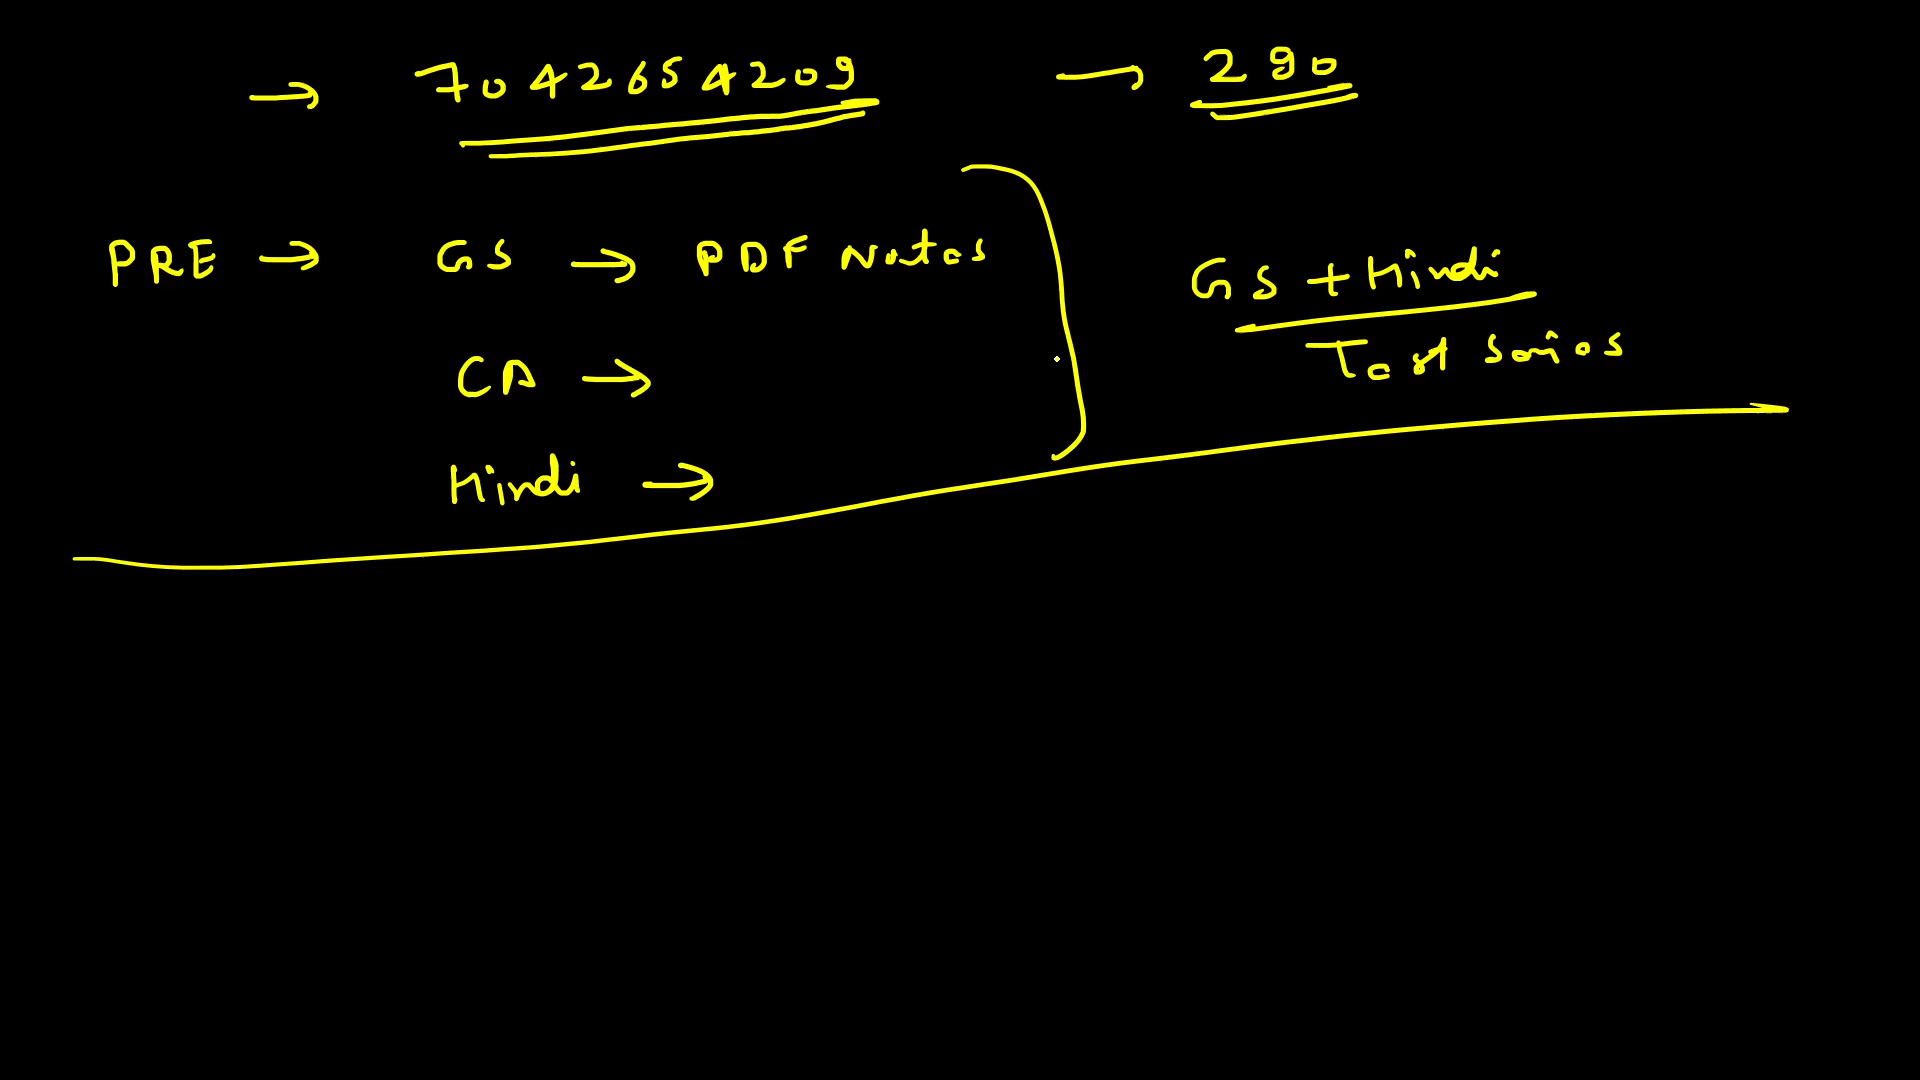 → 7042654209 → 290
PRE → GS → PDF Notes
CA →
Hindi →
GS + Hindi
Test Series